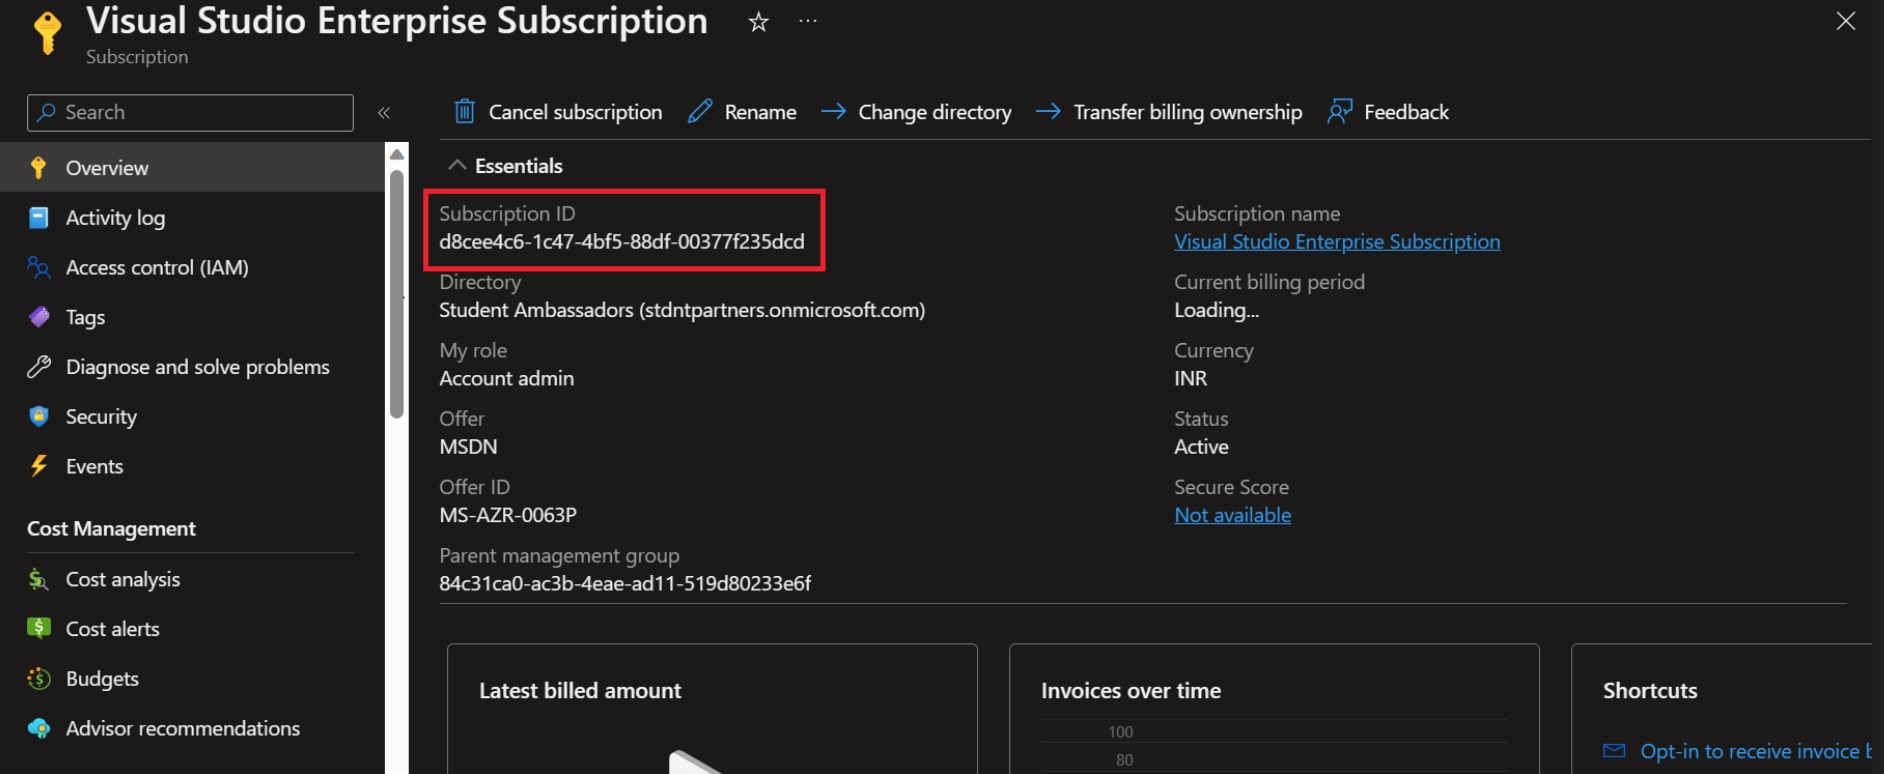 Visual Studio Enterprise Subscription
Subscription
Search
Cancel subscription Rename Change directory Transfer billing ownership Feedback
Overview
Activity log
Access control (IAM)
Tags
Diagnose and solve problems
Security
Events
Cost Management
Cost analysis
Cost alerts
Budgets
Advisor recommendations
Essentials
Subscription ID
d8cee4c6-1c47-4bf5-88df-00377f235dcd
Directory
Student Ambassadors (stdntpartners.onmicrosoft.com)
My role
Account admin
Offer
MSDN
Offer ID
MS-AZR-0063P
Parent management group
84c31ca0-ac3b-4eae-ad11-519d80233e6f
Subscription name
Visual Studio Enterprise Subscription
Current billing period
Loading...
Currency
INR
Status
Active
Secure Score
Not available
Latest billed amount
Invoices over time
100
80
Shortcuts
Opt-in to receive invoice